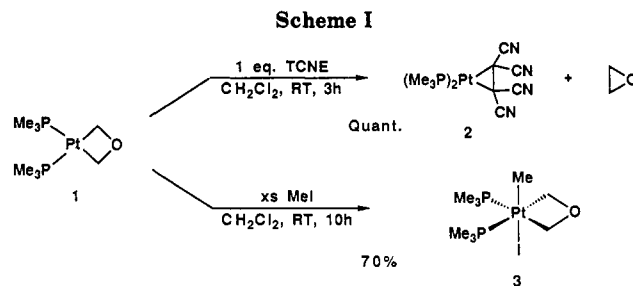 Scheme I
1 eq. TCNE
CH2Cl2, RT, 3h
Quant.
(Me3P)2Pt
CN
CN
CN
CN
2
+
O
Me3P
Me3P
Pt
O
1
xs MeI
CH2Cl2, RT, 10h
70%
Me
Me3P
Me3P
Pt
O
I
3